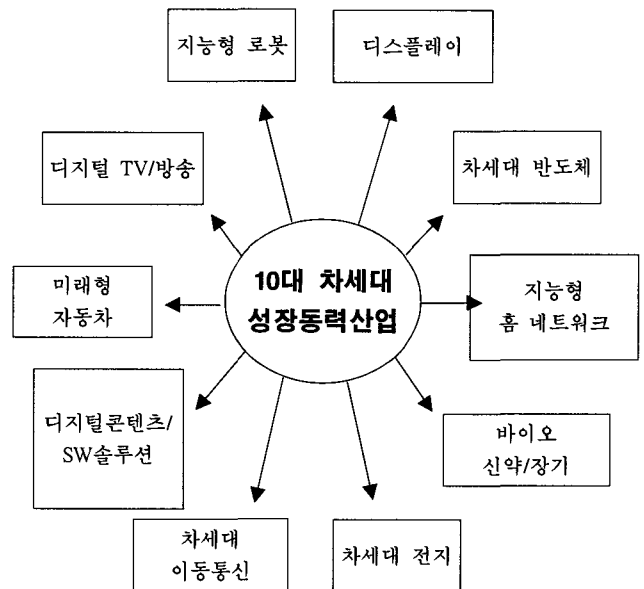 지능형 로봇
디스플레이
디지털 TV/방송
차세대 반도체
10대 차세대
성장동력산업
미래형
자동차
지능형
홈 네트워크
디지털콘텐츠/
SW솔루션
바이오
신약/장기
차세대
이동통신
차세대 전지